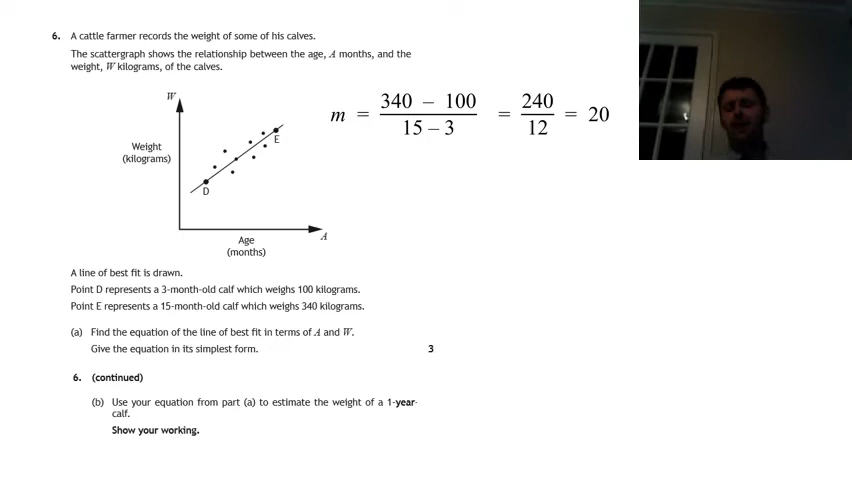 6. A cattle farmer records the weight of some of his calves.
The scattergraph shows the relationship between the age, A months, and the
weight, W kilograms, of the calves.
W
Weight
(kilograms)
E
D
A
Age
(months)
m = 340 – 100 / 15 – 3 = 240 / 12 = 20
A line of best fit is drawn.
Point D represents a 3-month-old calf which weighs 100 kilograms.
Point E represents a 15-month-old calf which weighs 340 kilograms.
(a) Find the equation of the line of best fit in terms of A and W.
Give the equation in its simplest form. 3
6. (continued)
(b) Use your equation from part (a) to estimate the weight of a 1-year-
calf.
Show your working.